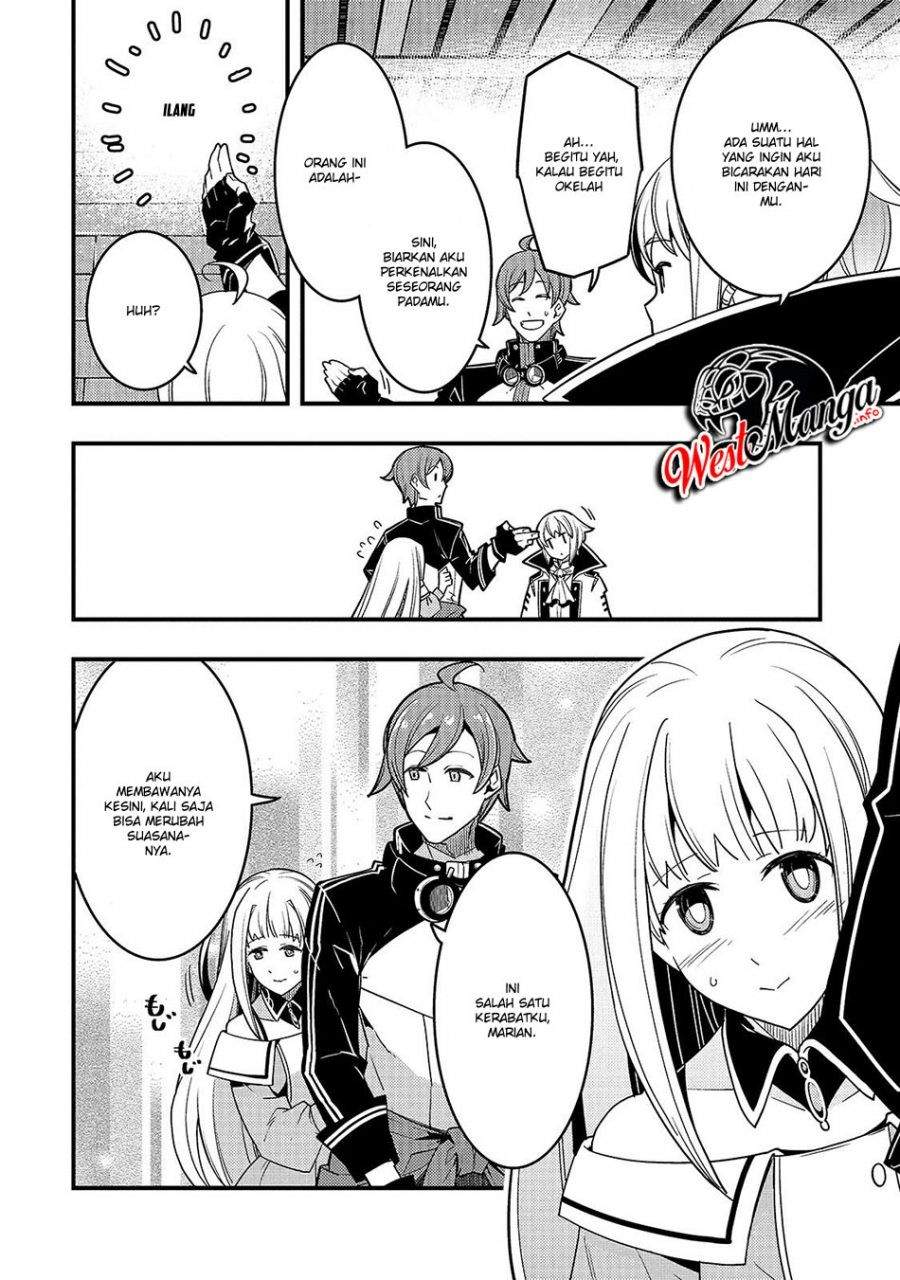 UMM...
ADA SUATU HAL
YANG INGIN AKU
BICARAKAN HARI
INI DENGAN-
MU.
AH...
BEGITU YAH,
KALAU BEGITU
OKELAH
SINI,
BIARKAN AKU
PERKENALKAN
SESEORANG
PADAMU.
ORANG INI
ADALAH-
ILANG
HUH?
WestManga
.info
INI
SALAH SATU
KERABATKU,
MARIAN.
AKU
MEMBAWANYA
KESINI, KALI SAJA
BISA MERUBAH
SUASANA-
NYA.
もじ
もじ